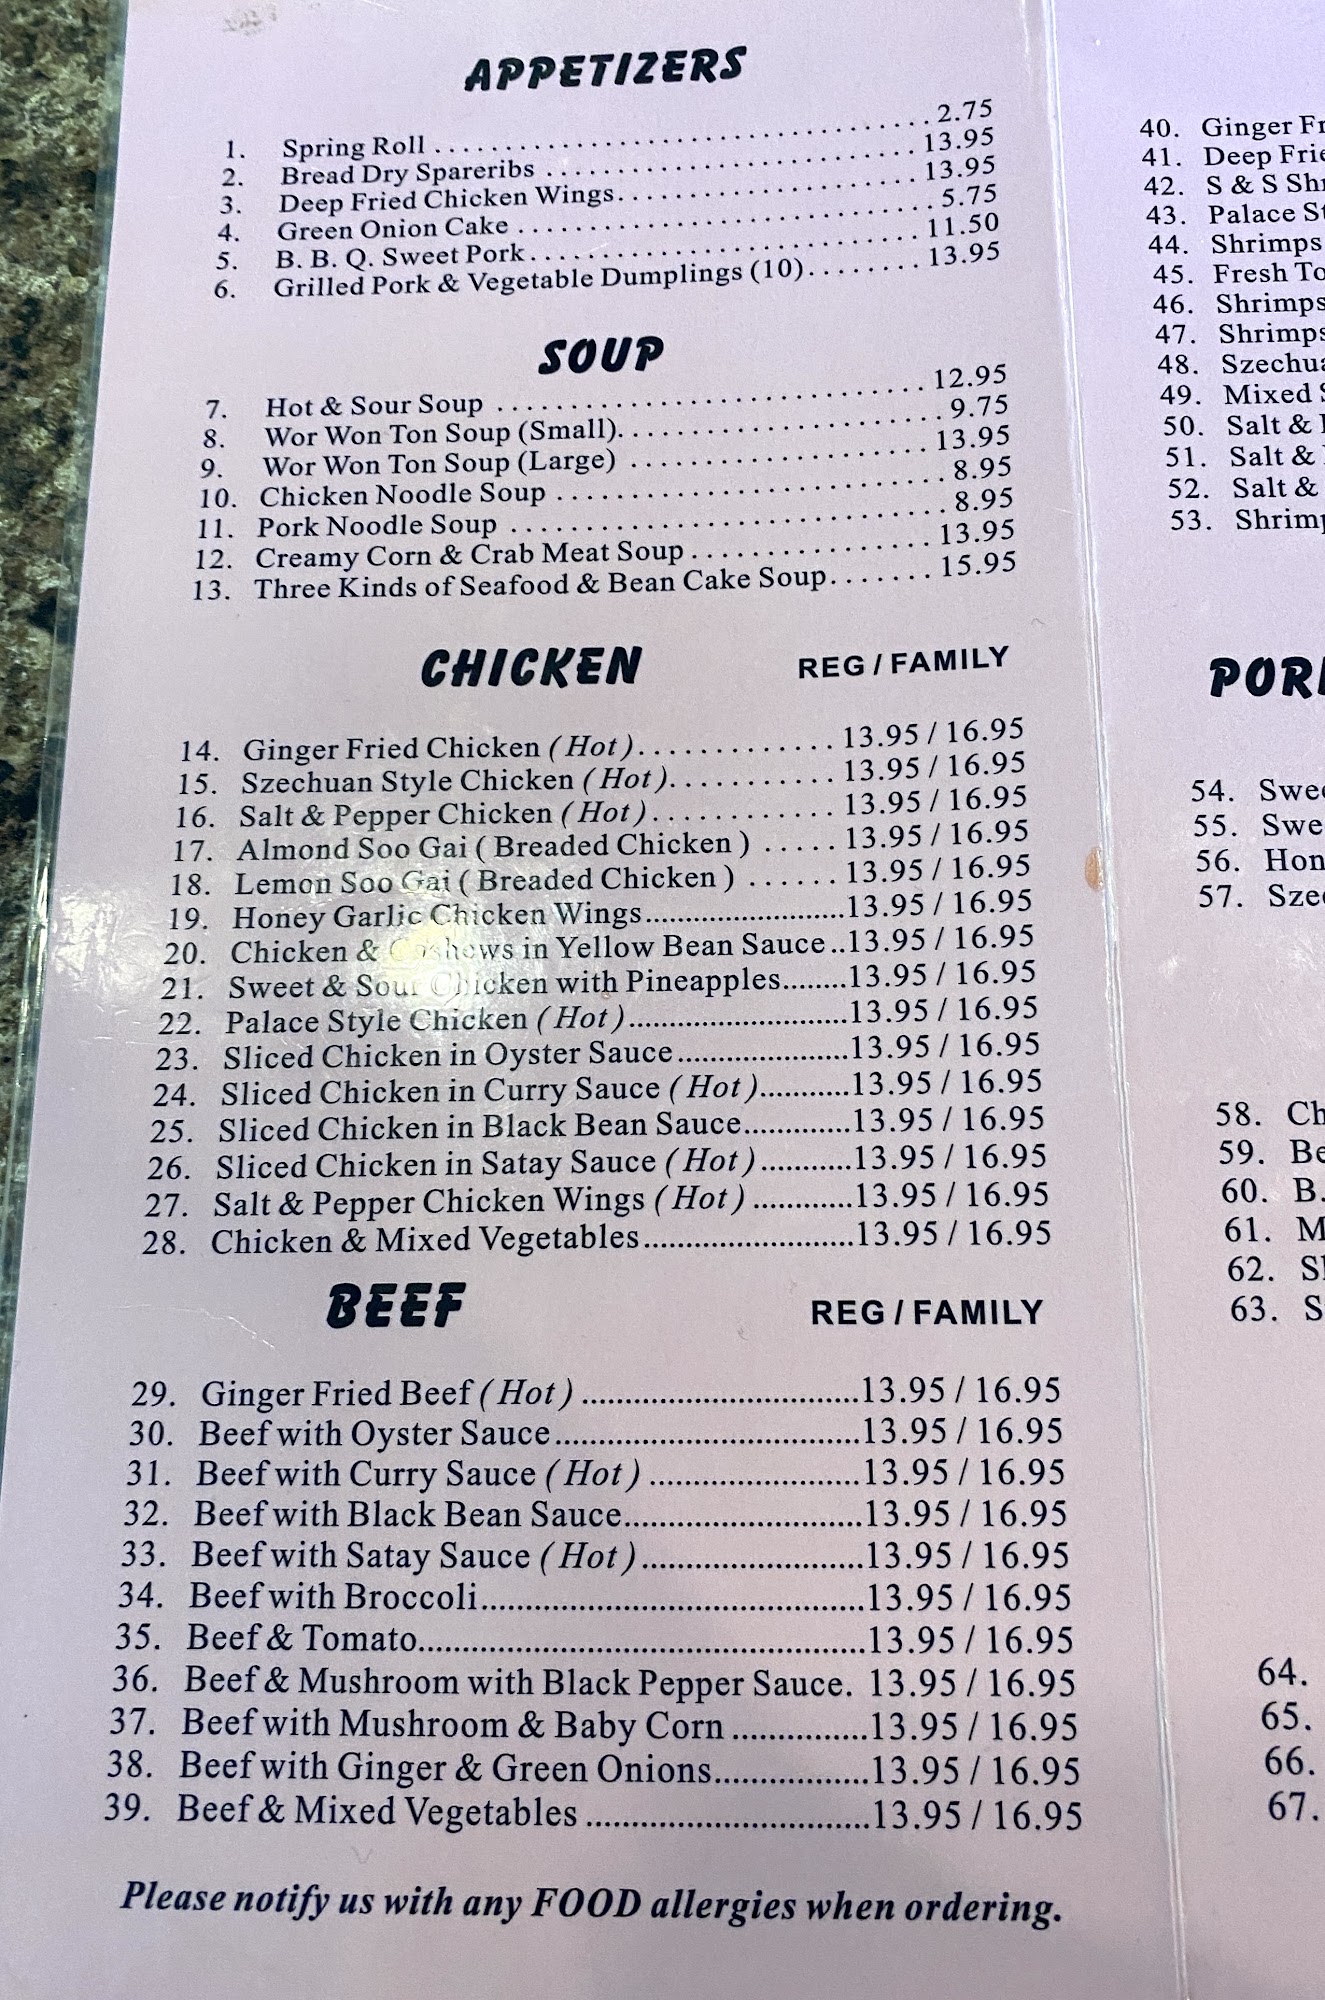 APPETIZERS
1. Spring Roll . . . . . . . . . . . . . . . . . . . . . . . . . . . . . . . . 2.75
2. Bread Dry Spareribs . . . . . . . . . . . . . . . . . . . . . . . . 13.95
3. Deep Fried Chicken Wings. . . . . . . . . . . . . . . . . . . 13.95
4. Green Onion Cake . . . . . . . . . . . . . . . . . . . . . . . . . . . 5.75
5. B. B. Q. Sweet Pork . . . . . . . . . . . . . . . . . . . . . . . . . 11.50
6. Grilled Pork & Vegetable Dumplings (10). . . . . . . . 13.95
SOUP
7. Hot & Sour Soup . . . . . . . . . . . . . . . . . . . . . . . . . . . 12.95
8. Wor Won Ton Soup (Small). . . . . . . . . . . . . . . . . . . . 9.75
9. Wor Won Ton Soup (Large) . . . . . . . . . . . . . . . . . . 13.95
10. Chicken Noodle Soup . . . . . . . . . . . . . . . . . . . . . . . . 8.95
11. Pork Noodle Soup . . . . . . . . . . . . . . . . . . . . . . . . . . . 8.95
12. Creamy Corn & Crab Meat Soup . . . . . . . . . . . . . . . 13.95
13. Three Kinds of Seafood & Bean Cake Soup. . . . . . . 15.95
CHICKEN REG / FAMILY
14. Ginger Fried Chicken (Hot). . . . . . . . . . . . . 13.95 / 16.95
15. Szechuan Style Chicken (Hot). . . . . . . . . . . 13.95 / 16.95
16. Salt & Pepper Chicken (Hot). . . . . . . . . . . . 13.95 / 16.95
17. Almond Soo Gai ( Breaded Chicken ) . . . . . 13.95 / 16.95
18. Lemon Soo Gai ( Breaded Chicken ) . . . . . . 13.95 / 16.95
19. Honey Garlic Chicken Wings.........................13.95 / 16.95
20. Chicken & Cashews in Yellow Bean Sauce..13.95 / 16.95
21. Sweet & Sour Chicken with Pineapples........13.95 / 16.95
22. Palace Style Chicken (Hot)...........................13.95 / 16.95
23. Sliced Chicken in Oyster Sauce.....................13.95 / 16.95
24. Sliced Chicken in Curry Sauce (Hot)...........13.95 / 16.95
25. Sliced Chicken in Black Bean Sauce.............13.95 / 16.95
26. Sliced Chicken in Satay Sauce (Hot)...........13.95 / 16.95
27. Salt & Pepper Chicken Wings (Hot) ............13.95 / 16.95
28. Chicken & Mixed Vegetables.........................13.95 / 16.95
BEEF REG / FAMILY
29. Ginger Fried Beef (Hot) ...............................13.95 / 16.95
30. Beef with Oyster Sauce..................................13.95 / 16.95
31. Beef with Curry Sauce (Hot) .......................13.95 / 16.95
32. Beef with Black Bean Sauce..........................13.95 / 16.95
33. Beef with Satay Sauce (Hot)........................13.95 / 16.95
34. Beef with Broccoli..........................................13.95 / 16.95
35. Beef & Tomato.................................................13.95 / 16.95
36. Beef & Mushroom with Black Pepper Sauce. 13.95 / 16.95
37. Beef with Mushroom & Baby Corn ...............13.95 / 16.95
38. Beef with Ginger & Green Onions.................13.95 / 16.95
39. Beef & Mixed Vegetables ...............................13.95 / 16.95
Please notify us with any FOOD allergies when ordering.
40. Ginger
41. Deep
42. S & S
43. Palace
44. Shrimps
45. Fresh
46. Shrimps
47. Shrimps
48.
49. Mixed
50. Salt &
51. Salt &
52. Salt &
53.
54.
55.
56.
57.
58.
59.
60.
61.
62.
63.
64.
65.
66.
67.